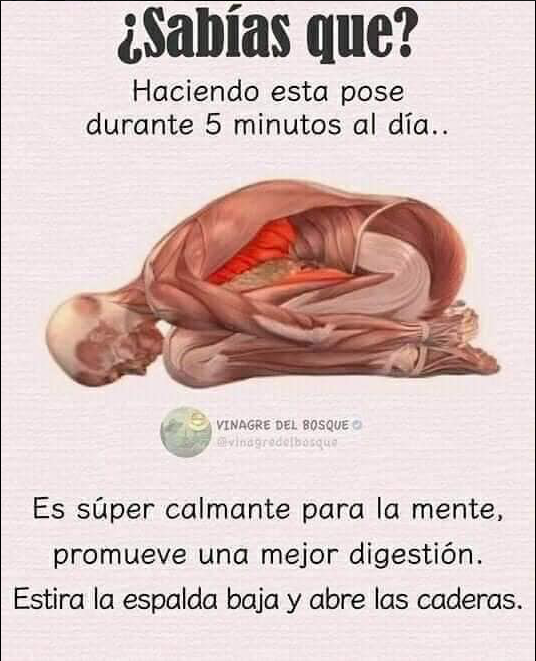 ¿Sabías que?
Haciendo esta pose
durante 5 minutos al día..
VINAGRE DEL BOSQUE
@vinagredelbosque
Es súper calmante para la mente,
promueve una mejor digestión.
Estira la espalda baja y abre las caderas.